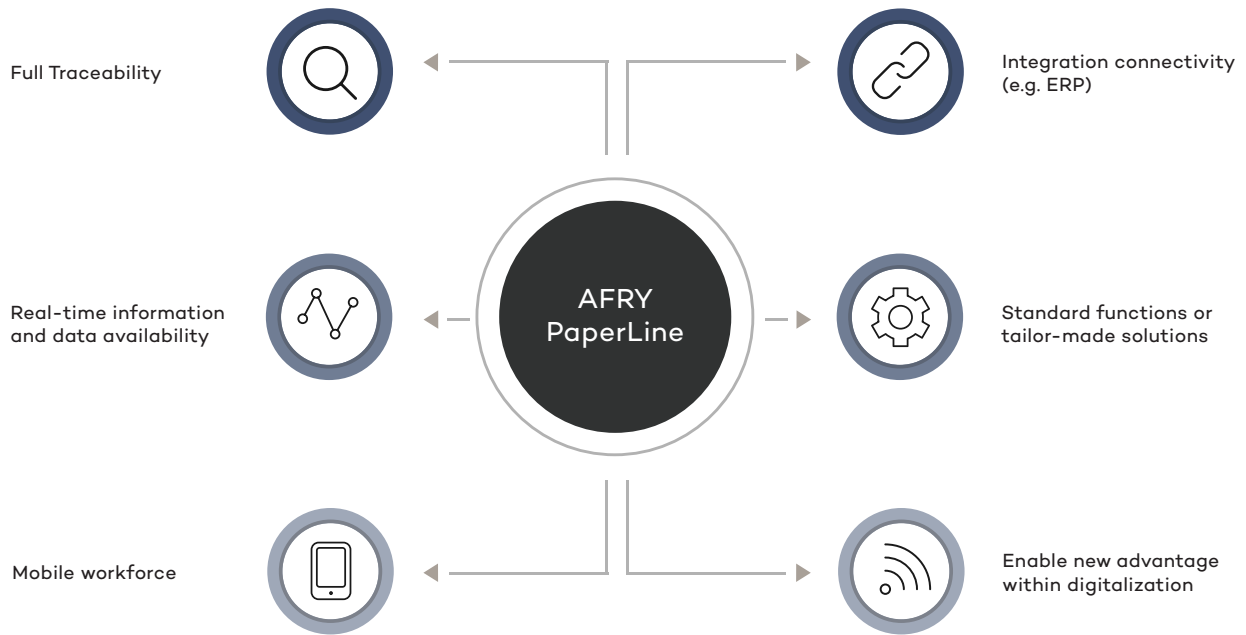 Full Traceability
Integration connectivity
(e.g. ERP)
AFRY
PaperLine
Real-time information
and data availability
Standard functions or
tailor-made solutions
Mobile workforce
Enable new advantage
within digitalization